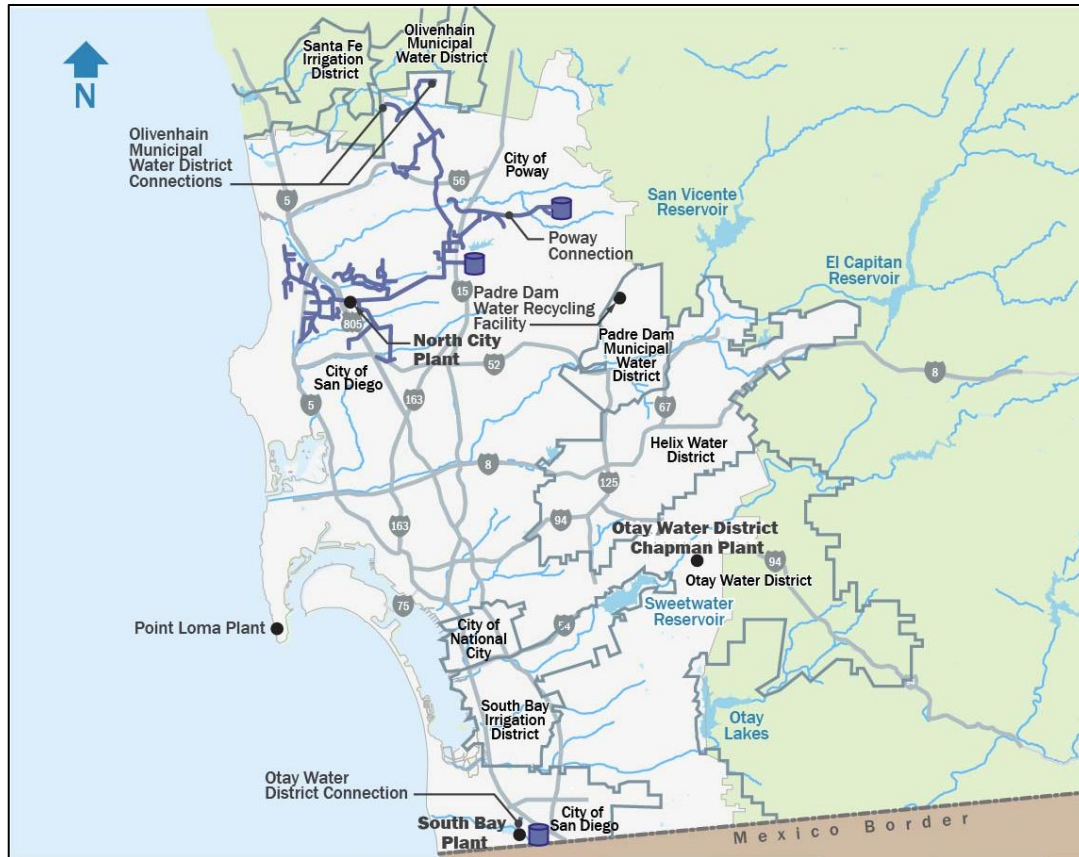 Olivenhain
Municipal
Water District
Santa Fe
Irrigation
District
N
Olivenhain
Municipal
Water District
Connections
City of
Poway
56
5
San Vicente
Reservoir
Poway
Connection
El Capitan
Reservoir
15
Padre Dam
Water Recycling
Facility
805
North City
Plant
Padre Dam
Municipal
Water
District
52
City of
San Diego
8
5
163
67
Helix Water
District
8
125
94
163
Otay Water District
Chapman Plant
94
Otay Water District
75
Sweetwater
Reservoir
City of
National
City
54
Point Loma Plant
South Bay
Irrigation
District
Otay
Lakes
Otay Water
District Connection
City of
San Diego
South Bay
Plant
Mexico Border